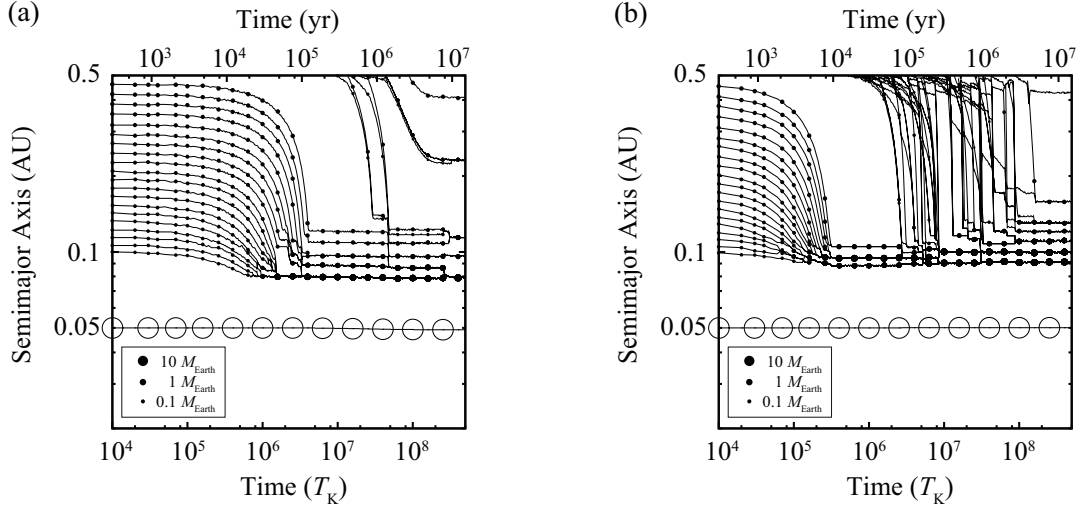 (a)
Time (yr)
10³ 10⁴ 10⁵ 10⁶ 10⁷
0.5
0.1
0.05
Semimajor Axis (AU)
10 M_Earth
1 M_Earth
0.1 M_Earth
10⁴ 10⁵ 10⁶ 10⁷ 10⁸
Time (T_K)
(b)
Time (yr)
10³ 10⁴ 10⁵ 10⁶ 10⁷
0.5
0.1
0.05
Semimajor Axis (AU)
10 M_Earth
1 M_Earth
0.1 M_Earth
10⁴ 10⁵ 10⁶ 10⁷ 10⁸
Time (T_K)